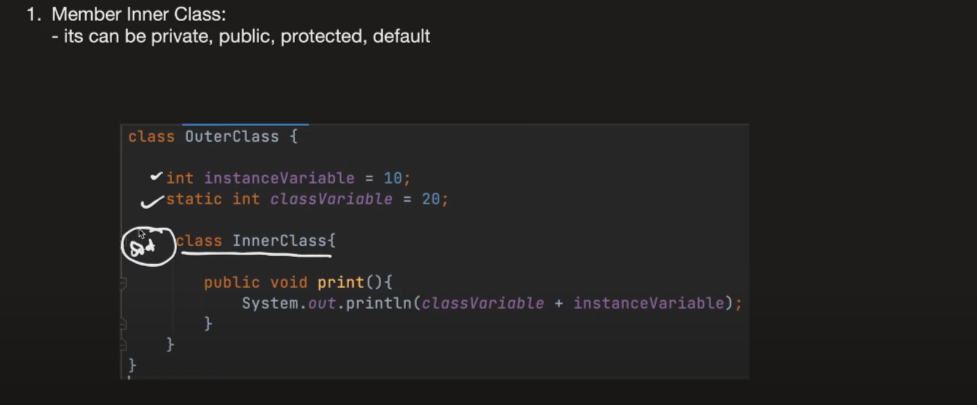 1. Member Inner Class:
- its can be private, public, protected, default
class OuterClass {
int instanceVariable = 10;
static int classVariable = 20;
class InnerClass{
public void print(){
System.out.println(classVariable + instanceVariable);
}
}
}